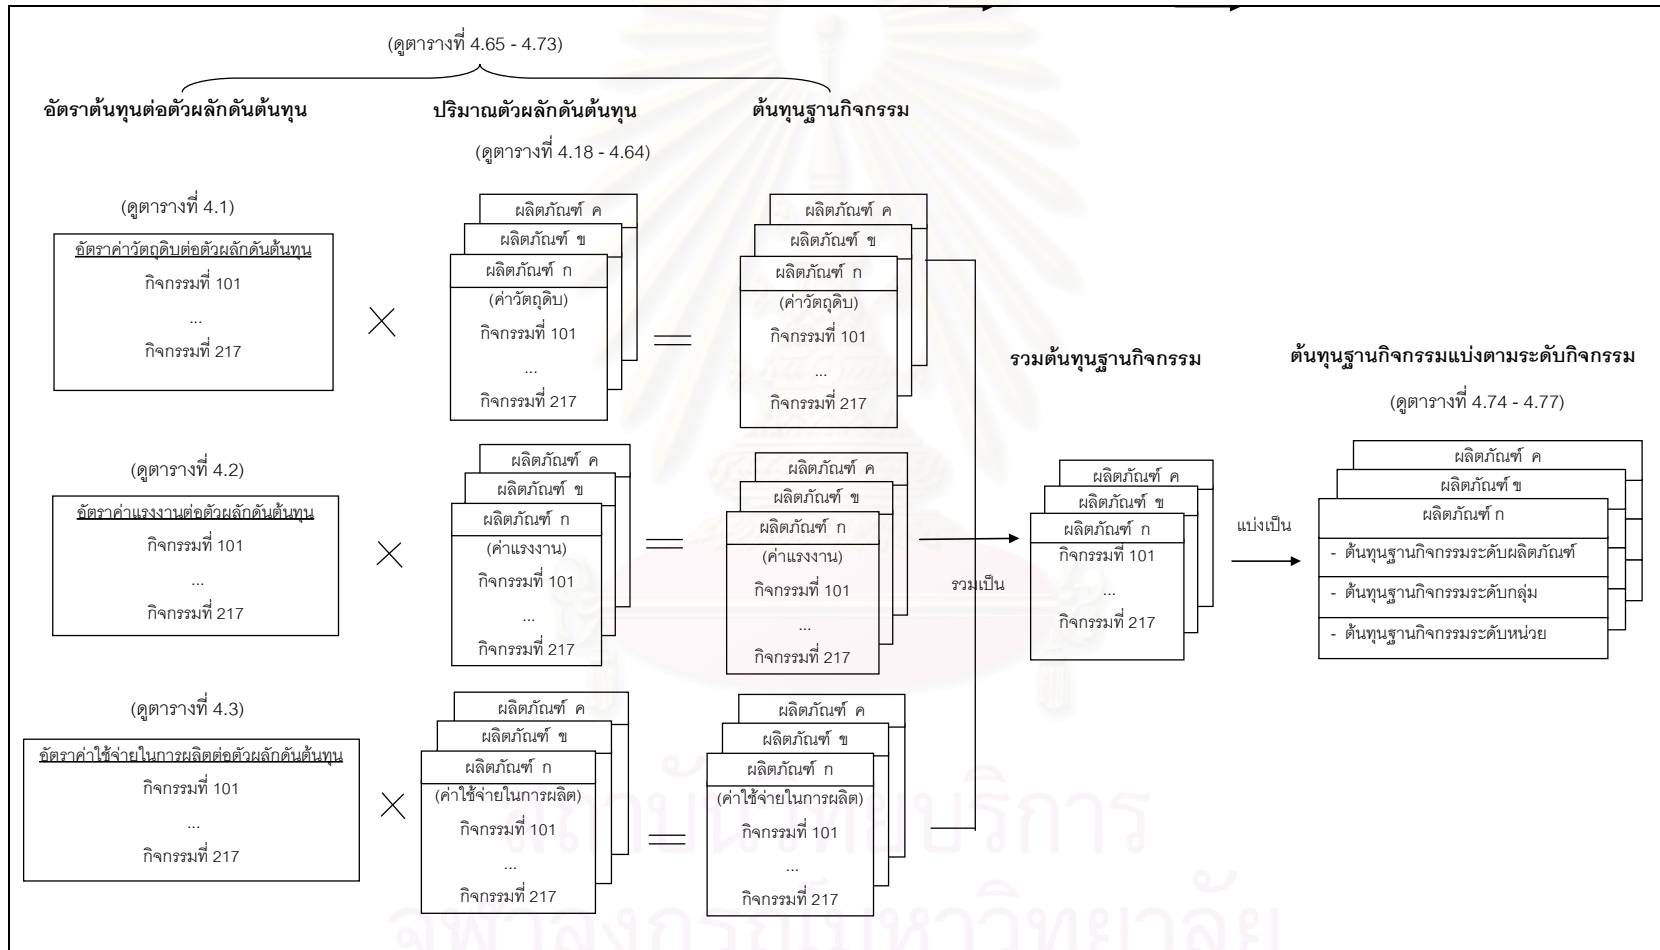 (ดูตารางที่ 4.65 - 4.73)
อัตราต้นทุนต่อตัวผลักดันต้นทุน
ปริมาณตัวผลักดันต้นทุน
ต้นทุนฐานกิจกรรม
(ดูตารางที่ 4.18 - 4.64)
(ดูตารางที่ 4.1)
อัตราค่าวัตถุดิบต่อตัวผลักดันต้นทุน
กิจกรรมที่ 101
...
กิจกรรมที่ 217
ผลิตภัณฑ์ ค
ผลิตภัณฑ์ ข
ผลิตภัณฑ์ ก
(ค่าวัตถุดิบ)
กิจกรรมที่ 101
...
กิจกรรมที่ 217
ผลิตภัณฑ์ ค
ผลิตภัณฑ์ ข
ผลิตภัณฑ์ ก
(ค่าวัตถุดิบ)
กิจกรรมที่ 101
...
กิจกรรมที่ 217
(ดูตารางที่ 4.2)
อัตราค่าแรงงานต่อตัวผลักดันต้นทุน
กิจกรรมที่ 101
...
กิจกรรมที่ 217
ผลิตภัณฑ์ ค
ผลิตภัณฑ์ ข
ผลิตภัณฑ์ ก
(ค่าแรงงาน)
กิจกรรมที่ 101
...
กิจกรรมที่ 217
ผลิตภัณฑ์ ค
ผลิตภัณฑ์ ข
ผลิตภัณฑ์ ก
(ค่าแรงงาน)
กิจกรรมที่ 101
...
กิจกรรมที่ 217
(ดูตารางที่ 4.3)
อัตราค่าใช้จ่ายในการผลิตต่อตัวผลักดันต้นทุน
กิจกรรมที่ 101
...
กิจกรรมที่ 217
ผลิตภัณฑ์ ค
ผลิตภัณฑ์ ข
ผลิตภัณฑ์ ก
(ค่าใช้จ่ายในการผลิต)
กิจกรรมที่ 101
...
กิจกรรมที่ 217
ผลิตภัณฑ์ ค
ผลิตภัณฑ์ ข
ผลิตภัณฑ์ ก
(ค่าใช้จ่ายในการผลิต)
กิจกรรมที่ 101
...
กิจกรรมที่ 217
รวมเป็น
รวมต้นทุนฐานกิจกรรม
ผลิตภัณฑ์ ค
ผลิตภัณฑ์ ข
ผลิตภัณฑ์ ก
กิจกรรมที่ 101
...
กิจกรรมที่ 217
แบ่งเป็น
ต้นทุนฐานกิจกรรมแบ่งตามระดับกิจกรรม
(ดูตารางที่ 4.74 - 4.77)
ผลิตภัณฑ์ ค
ผลิตภัณฑ์ ข
ผลิตภัณฑ์ ก
- ต้นทุนฐานกิจกรรมระดับผลิตภัณฑ์
- ต้นทุนฐานกิจกรรมระดับกลุ่ม
- ต้นทุนฐานกิจกรรมระดับหน่วย
สถาบันวิทยบริการ
จุฬาลงกรณ์มหาวิทยาลัย